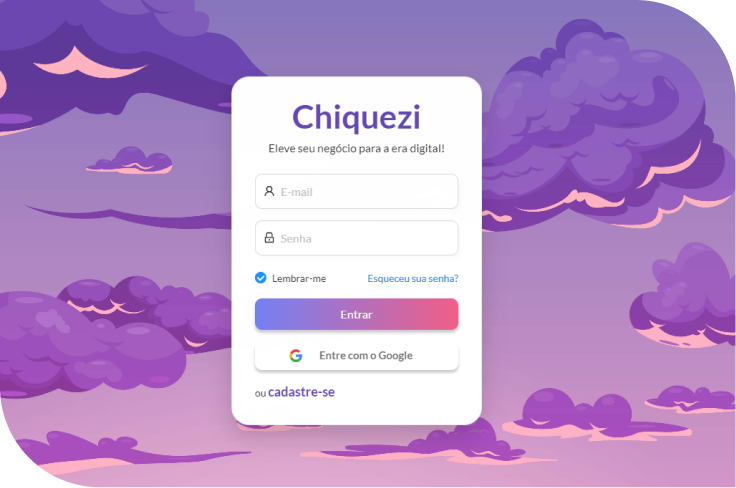 Chiquezi
Eleve seu negócio para a era digital!
E-mail
Senha
Lembrar-me Esqueceu sua senha?
Entrar
Entre com o Google
ou cadastre-se